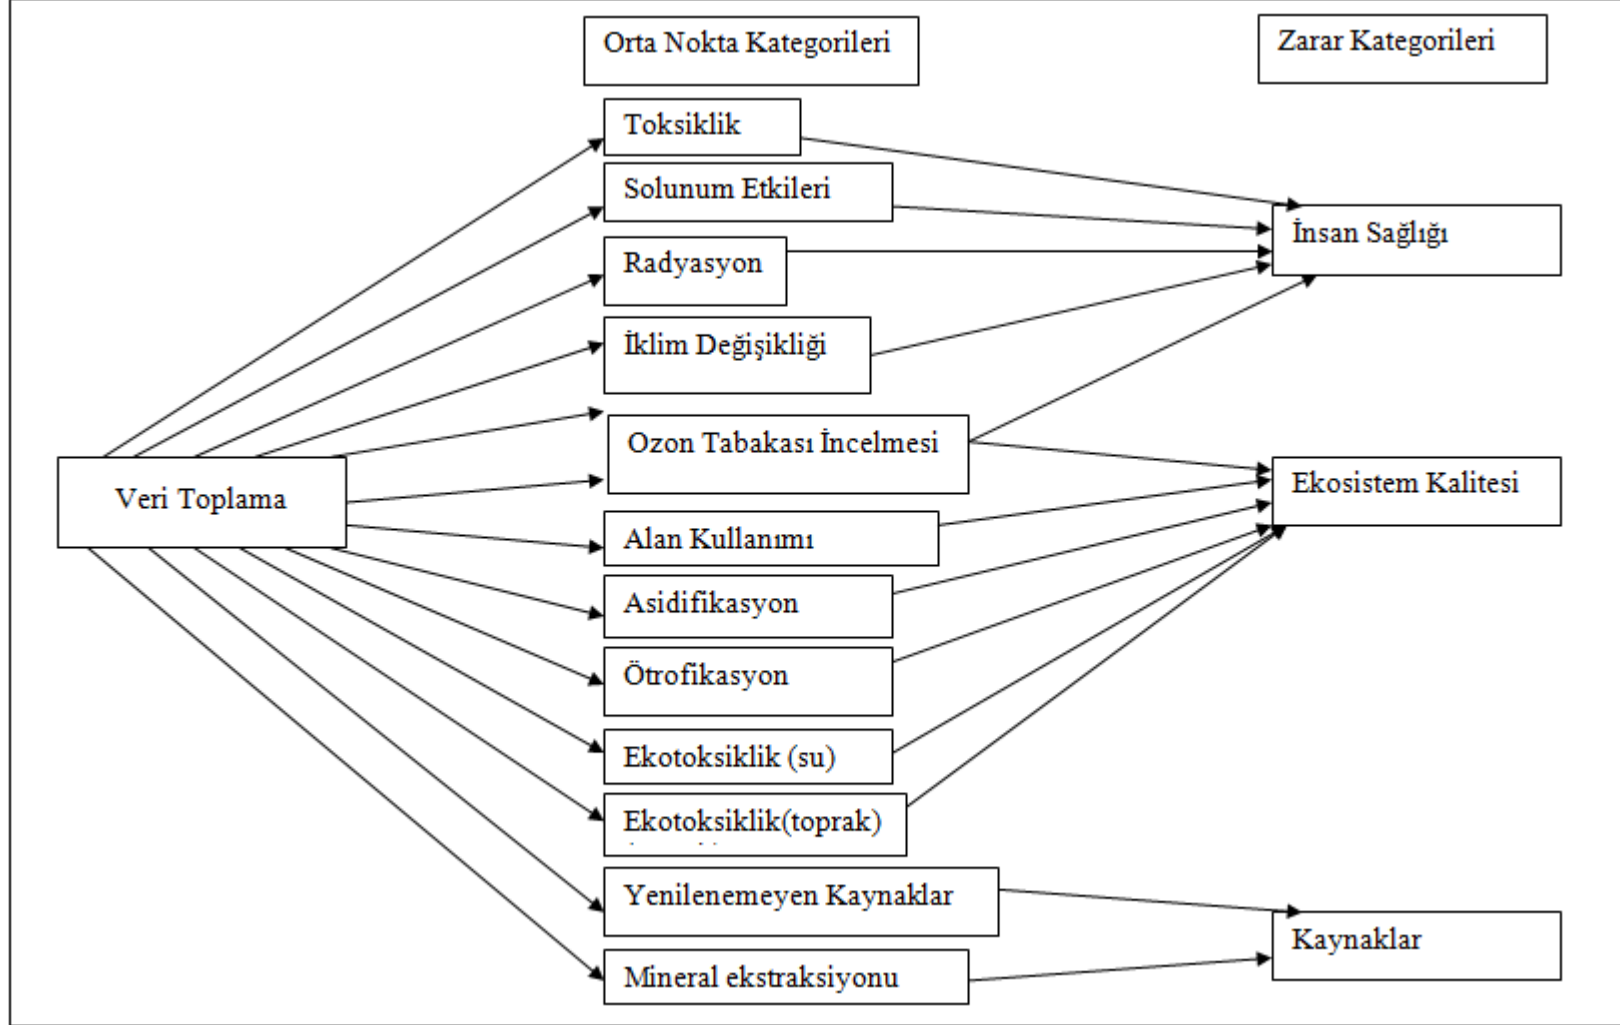 Orta Nokta Kategorileri
Zarar Kategorileri
Toksiklik
Solunum Etkileri
İnsan Sağlığı
Radyasyon
İklim Değişikliği
Ozon Tabakası İncelmesi
Veri Toplama
Ekosistem Kalitesi
Alan Kullanımı
Asidifikasyon
Ötrofikasyon
Ekotoksiklik (su)
Ekotoksiklik(toprak)
Yenilenemeyen Kaynaklar
Kaynaklar
Mineral ekstraksiyonu